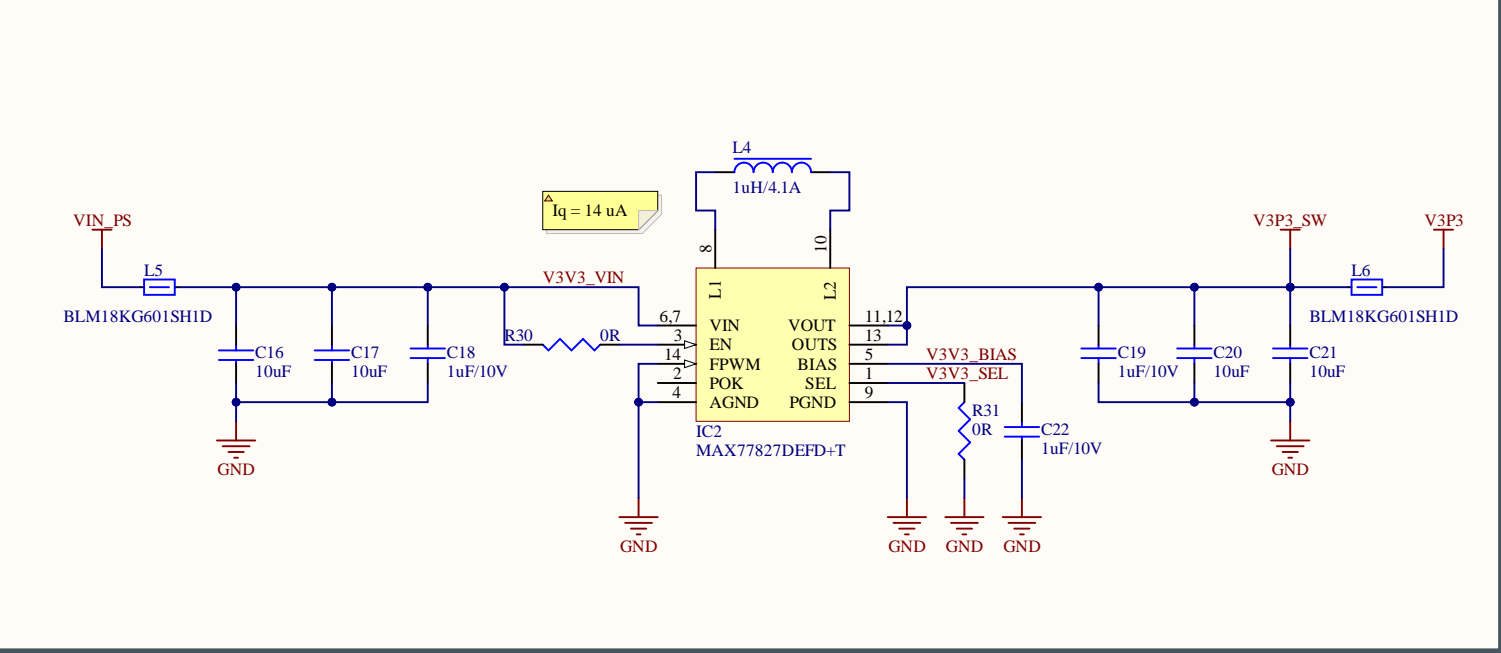 L4
1uH/4.1A
Iq = 14 uA
VIN_PS
V3P3_SW
V3P3
8
10
L5
V3V3_VIN
L1
L2
L6
BLM18KG601SH1D
BLM18KG601SH1D
6,7
VIN
VOUT
11,12
R30
0R
3
EN
OUTS
13
C16
10uF
C17
10uF
C18
1uF/10V
14
FPWM
BIAS
5
V3V3_BIAS
C19
1uF/10V
C20
10uF
C21
10uF
2
POK
SEL
1
V3V3_SEL
4
AGND
PGND
9
R31
0R
C22
1uF/10V
IC2
MAX77827DEFD+T
GND
GND
GND
GND
GND
GND